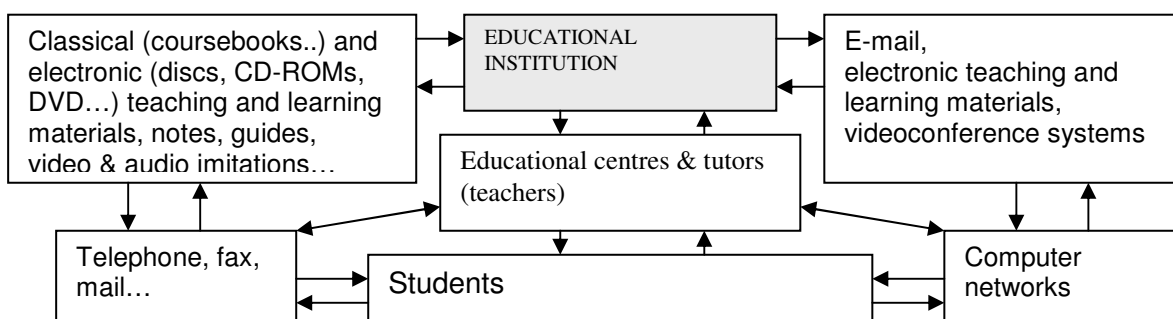 Classical (coursebooks..) and
electronic (discs, CD-ROMs,
DVD…) teaching and learning
materials, notes, guides,
video & audio imitations…
EDUCATIONAL
INSTITUTION
E-mail,
electronic teaching and
learning materials,
videoconference systems
Educational centres & tutors
(teachers)
Telephone, fax,
mail…
Students
Computer
networks